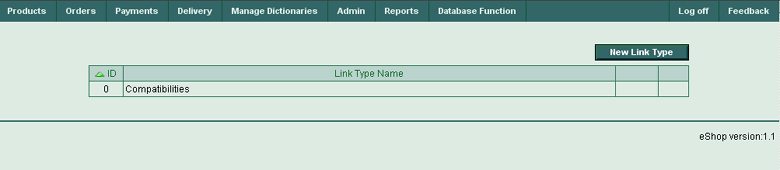 Products Orders Payments Delivery Manage Dictionaries Admin Reports Database Function Log off Feedback
New Link Type
ID Link Type Name
0 Compatibilities
eShop version:1.1